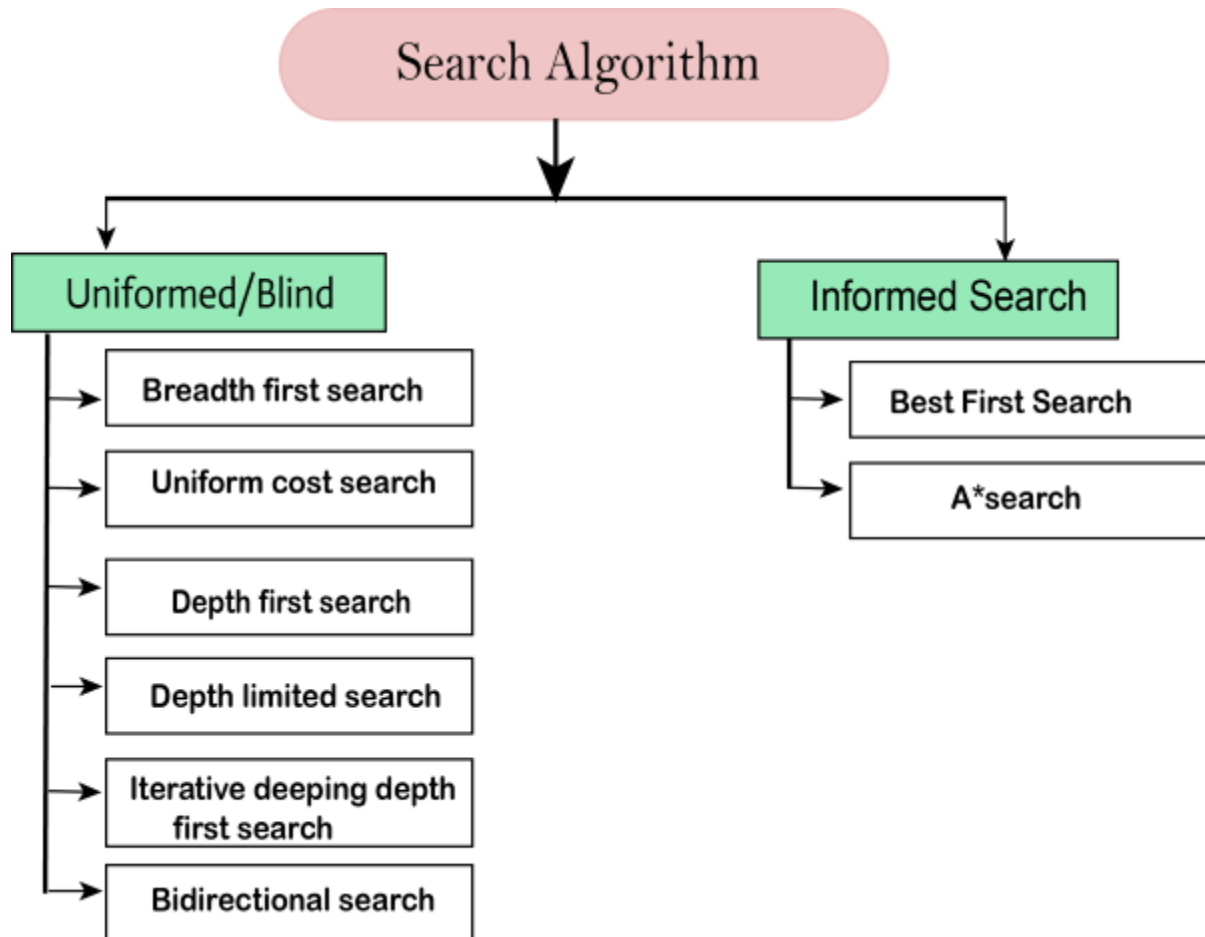 Search Algorithm
Uniformed/Blind
Breadth first search
Uniform cost search
Depth first search
Depth limited search
Iterative deeping depth
first search
Bidirectional search
Informed Search
Best First Search
A*search